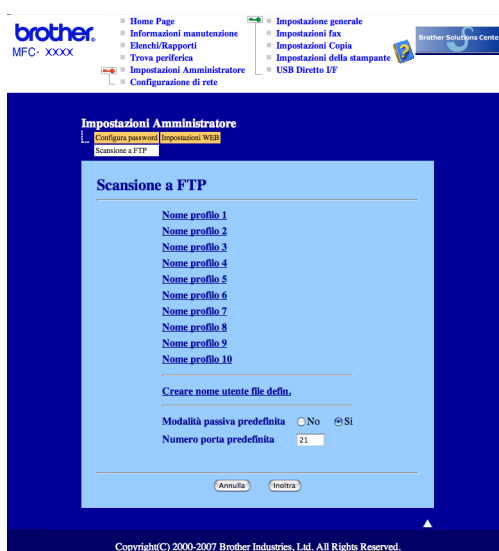 brother.
MFC- XXXX
Home Page
Informazioni manutenzione
Elenchi/Rapporti
Trova periferica
Impostazioni Amministratore
Configurazione di rete
Impostazione generale
Impostazioni fax
Impostazioni Copia
Impostazioni della stampante
USB Diretto I/F
Brother Solutions Cente
Impostazioni Amministratore
Configura password Impostazioni WEB
Scansione a FTP
Scansione a FTP
Nome profilo 1
Nome profilo 2
Nome profilo 3
Nome profilo 4
Nome profilo 5
Nome profilo 6
Nome profilo 7
Nome profilo 8
Nome profilo 9
Nome profilo 10
Creare nome utente file defin.
Modalità passiva predefinita No Si
Numero porta predefinita 21
Annulla Inoltra
Copyright(C) 2000-2007 Brother Industries, Ltd. All Rights Reserved.